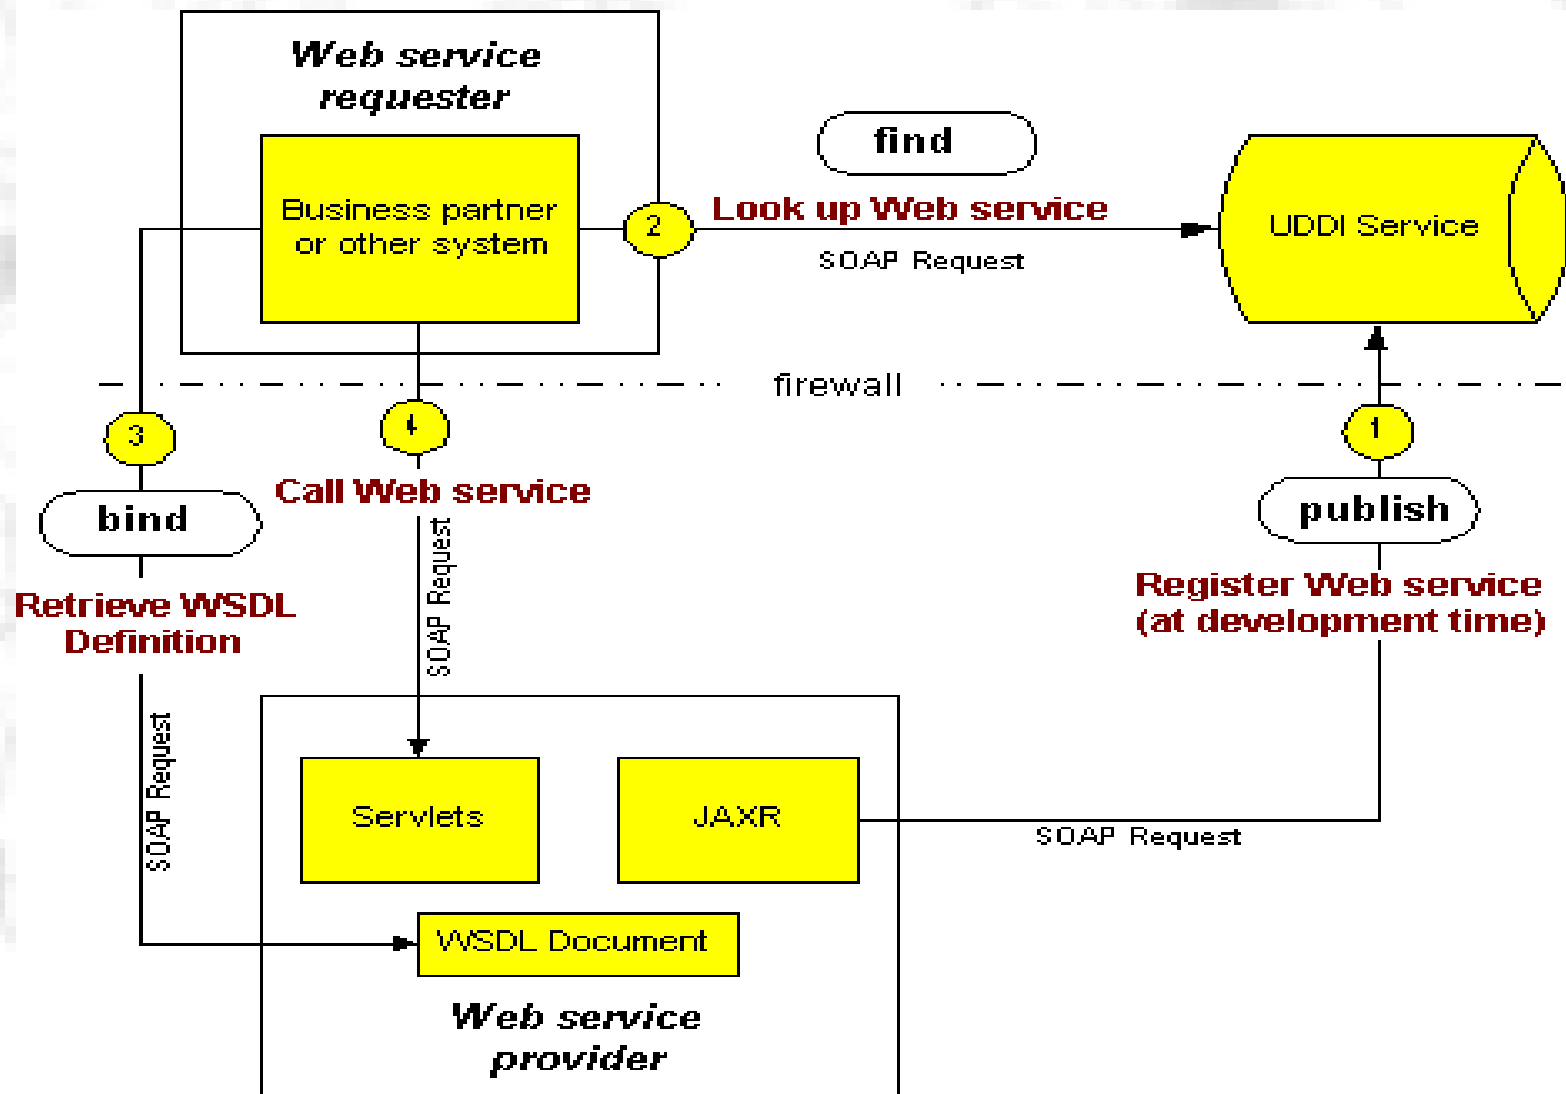 Web service
requester
Business partner
or other system
find
2
Look up Web service
SOAP Request
UDDI Service
firewall
3
4
1
bind
Call Web service
publish
Retrieve WSDL
Definition
SOAP Request
Register Web service
(at development time)
SOAP Request
Servlets
JAXR
SOAP Request
WSDL Document
Web service
provider